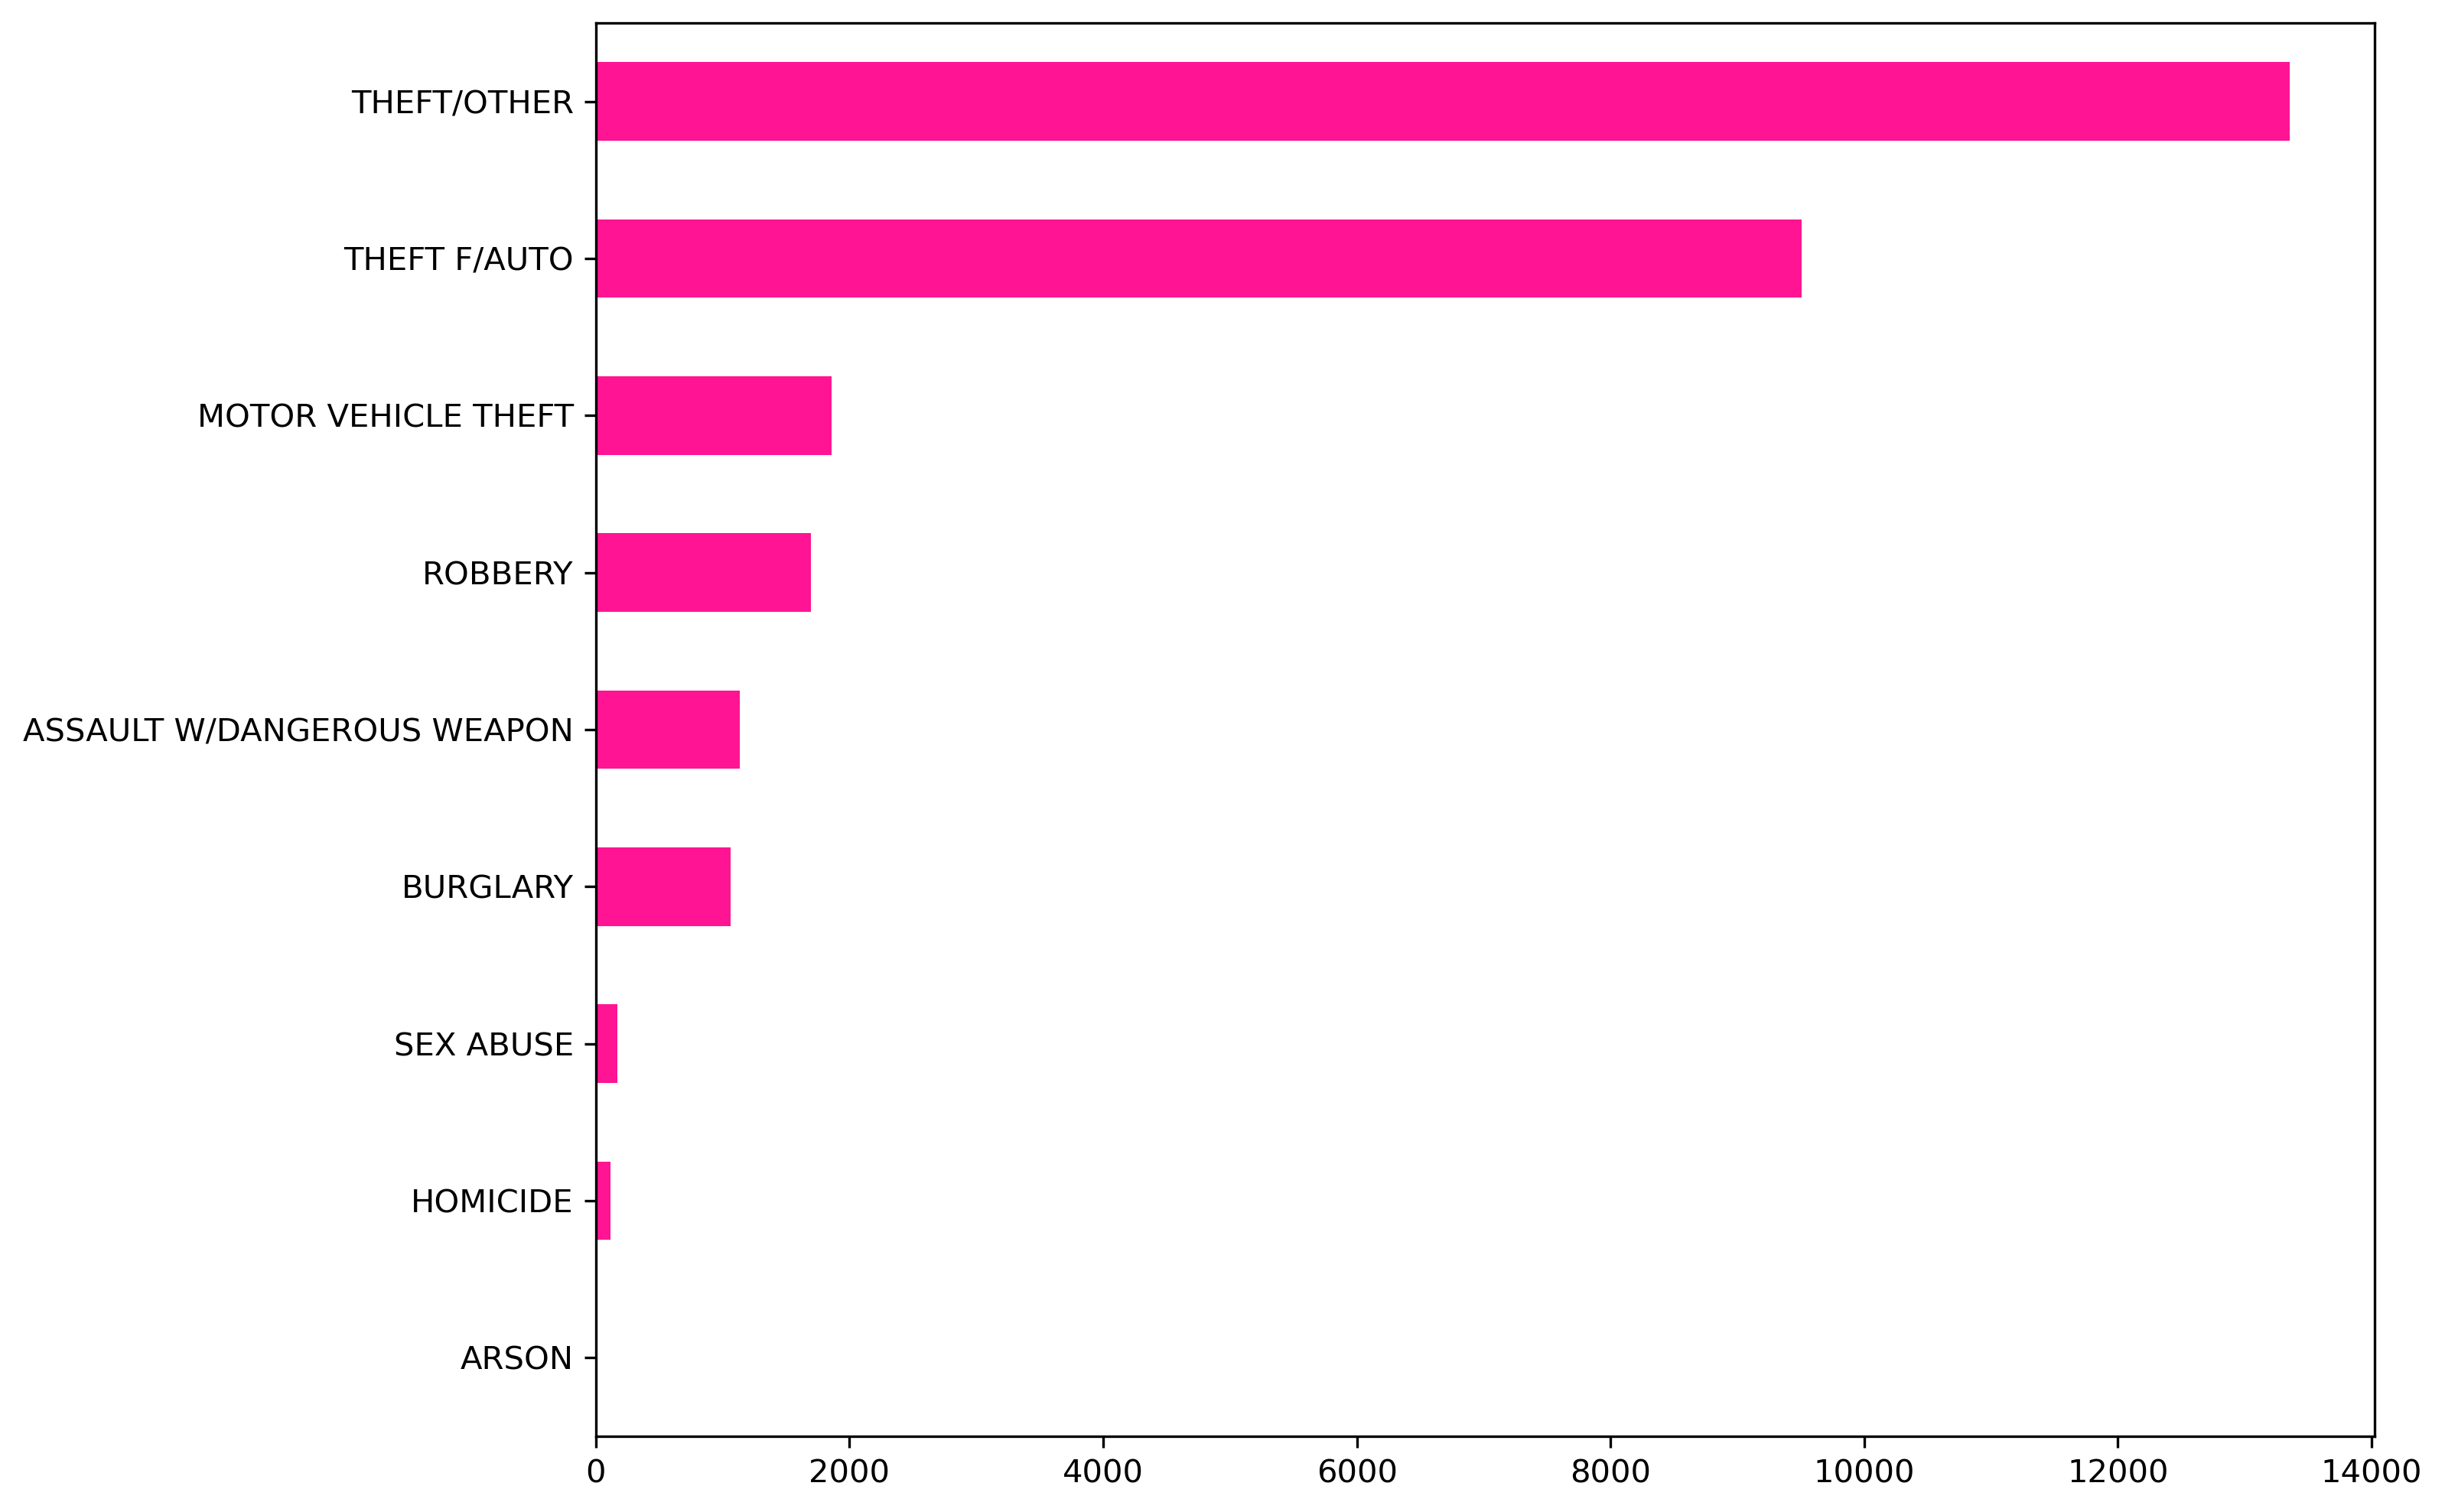 THEFT/OTHER
THEFT F/AUTO
MOTOR VEHICLE THEFT
ROBBERY
ASSAULT W/DANGEROUS WEAPON
BURGLARY
SEX ABUSE
HOMICIDE
ARSON
0 2000 4000 6000 8000 10000 12000 14000